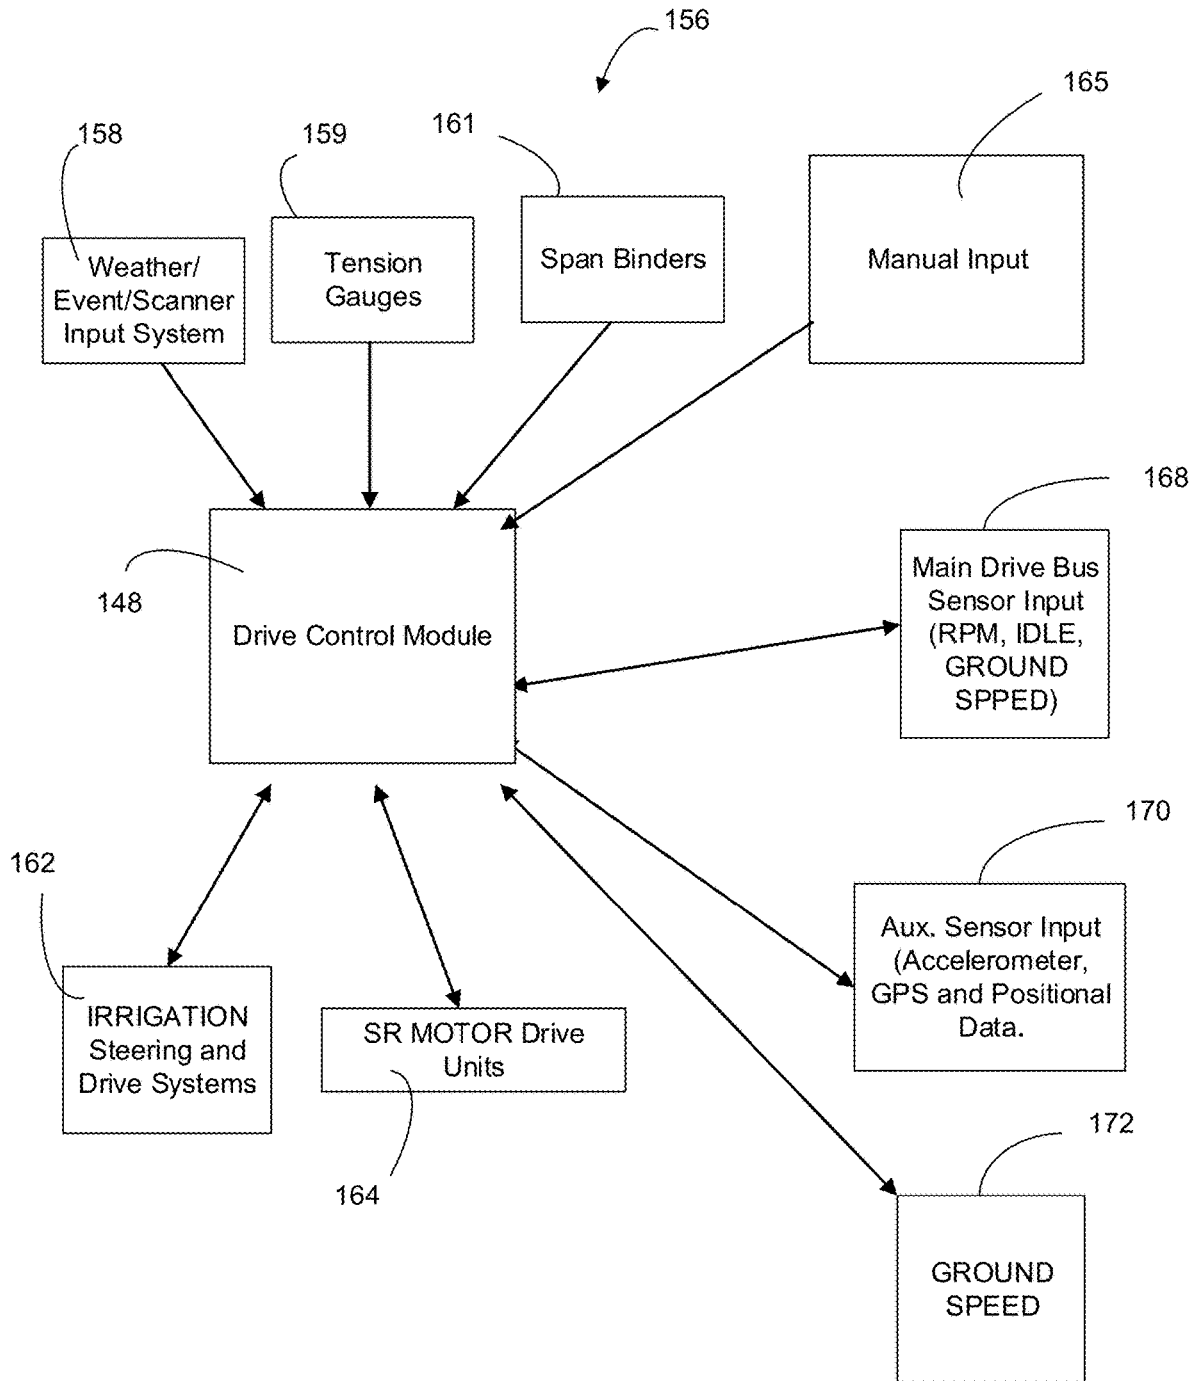 156
165
158
159
161
Weather/
Event/Scanner
Input System
Tension
Gauges
Span Binders
Manual Input
168
148
Drive Control Module
Main Drive Bus
Sensor Input
(RPM, IDLE,
GROUND
SPPED)
170
162
Aux. Sensor Input
(Accelerometer,
GPS and Positional
Data.
IRRIGATION
Steering and
Drive Systems
SR MOTOR Drive
Units
164
172
GROUND
SPEED